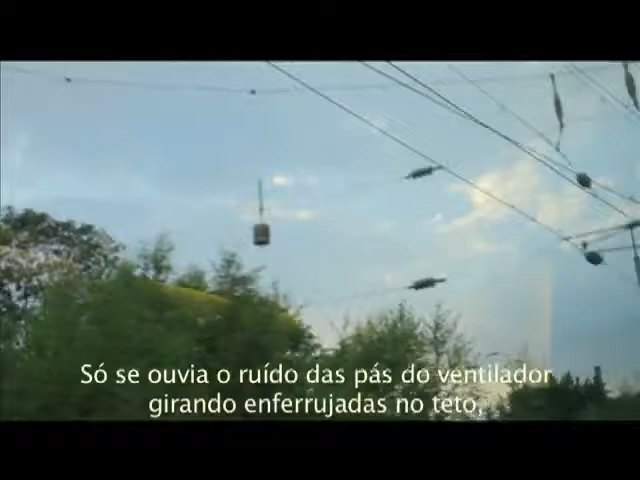 Só se ouvia o ruído das pás do ventilador
girando enferrujadas no teto,